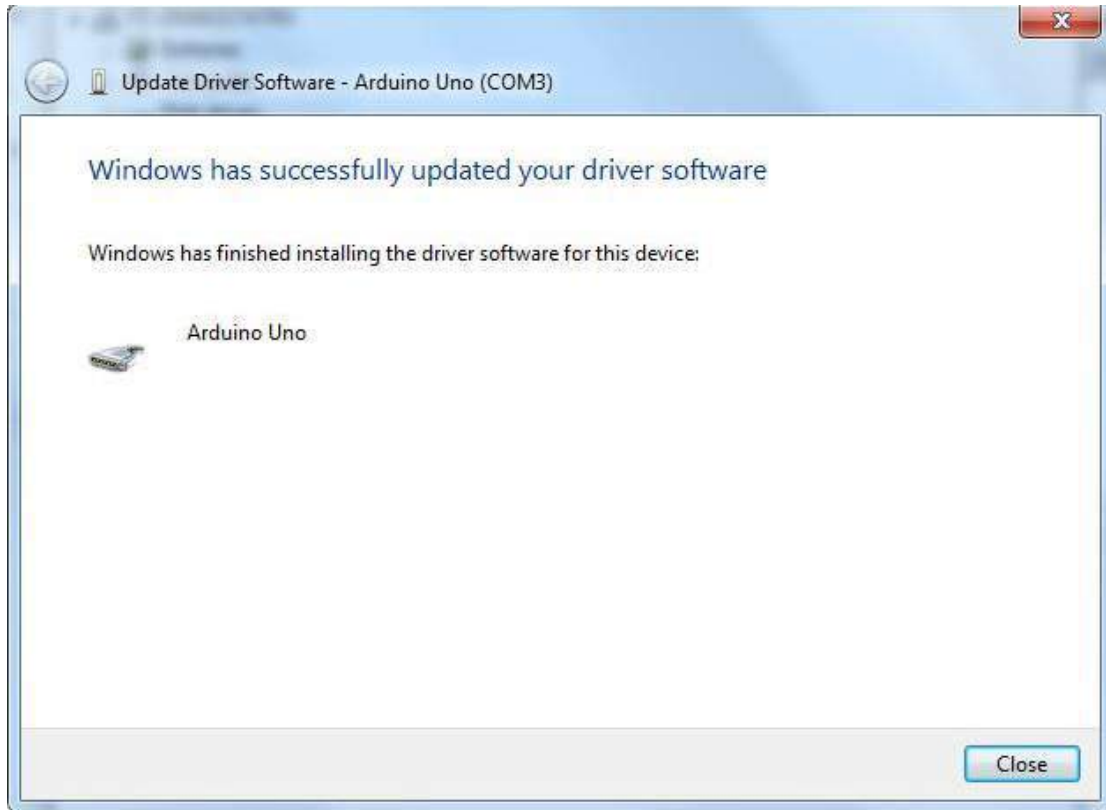 Update Driver Software - Arduino Uno (COM3)
Windows has successfully updated your driver software
Windows has finished installing the driver software for this device:
Arduino Uno
Close